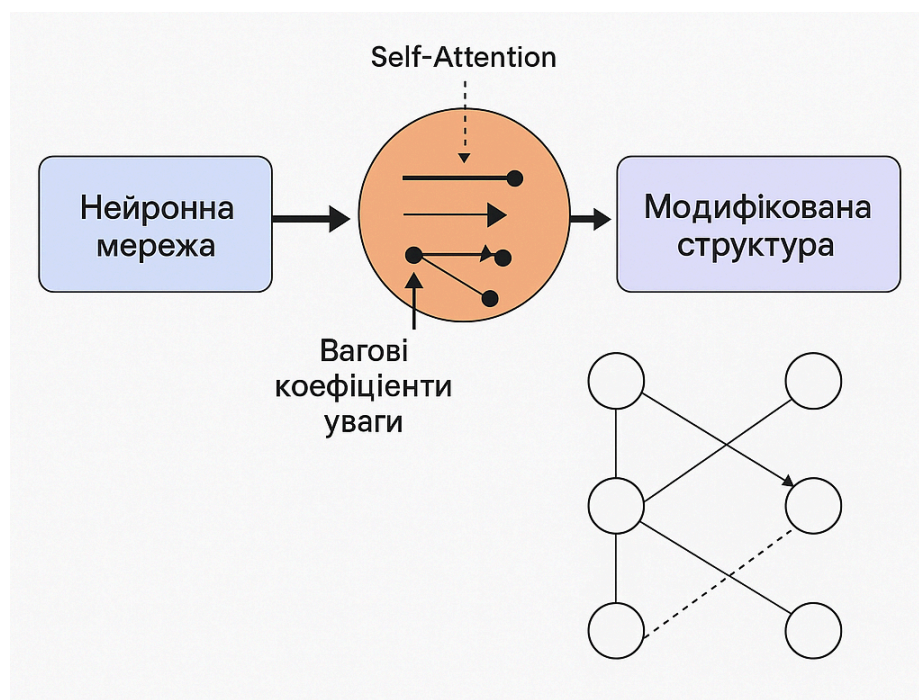 Self-Attention
Нейронна
мережа
Модифікована
структура
Вагові
коефіцієнти
уваги